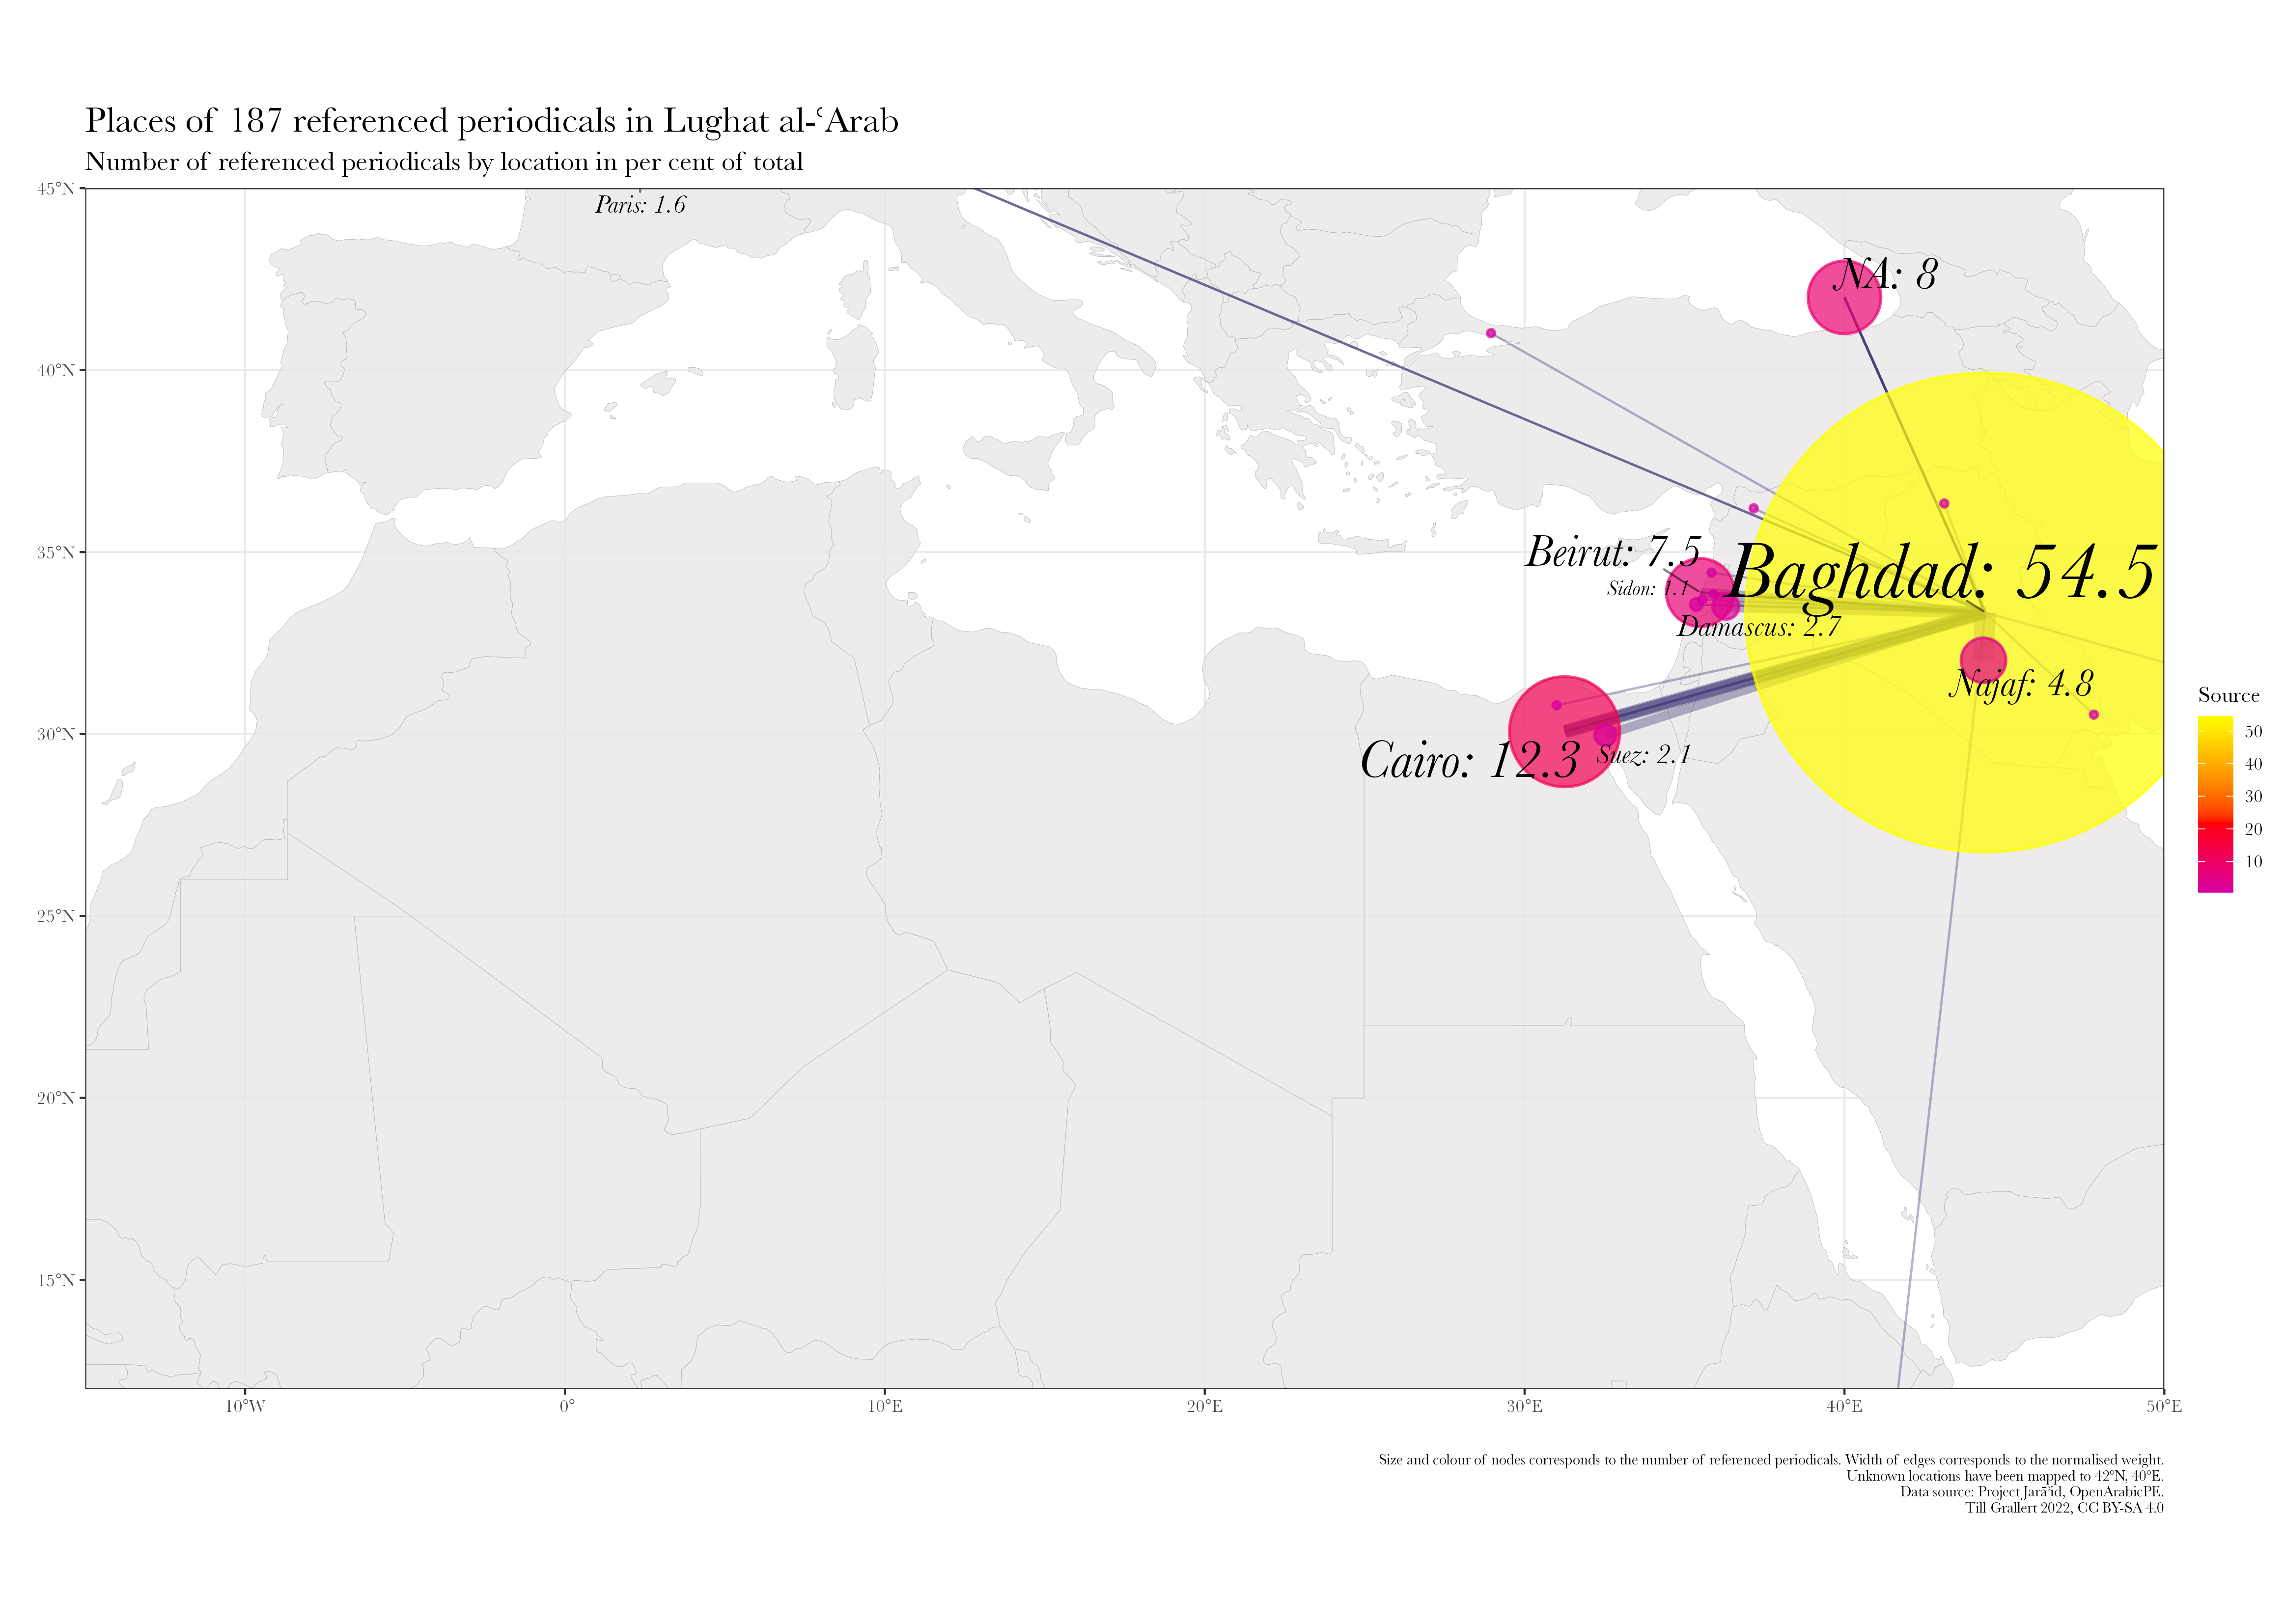 Places of 187 referenced periodicals in Lughat al-ʿArab
Number of referenced periodicals by location in per cent of total
45°N
40°N
35°N
30°N
25°N
20°N
15°N
Paris: 1.6
NA: 8
Beirut: 7.5
Baghdad: 54.5
Sidon: 1.1
Damascus: 2.7
Najaf: 4.8
Cairo: 12.3
Suez: 2.1
Source
50
40
30
20
10
10°W
0°
10°E
20°E
30°E
40°E
50°E
Size and colour of nodes corresponds to the number of referenced periodicals. Width of edges corresponds to the normalised weight.
Unknown locations have been mapped to 42°N, 40°E.
Data source: Project Jarāʾid, OpenArabicPE.
Till Grallert 2022, CC BY-SA 4.0